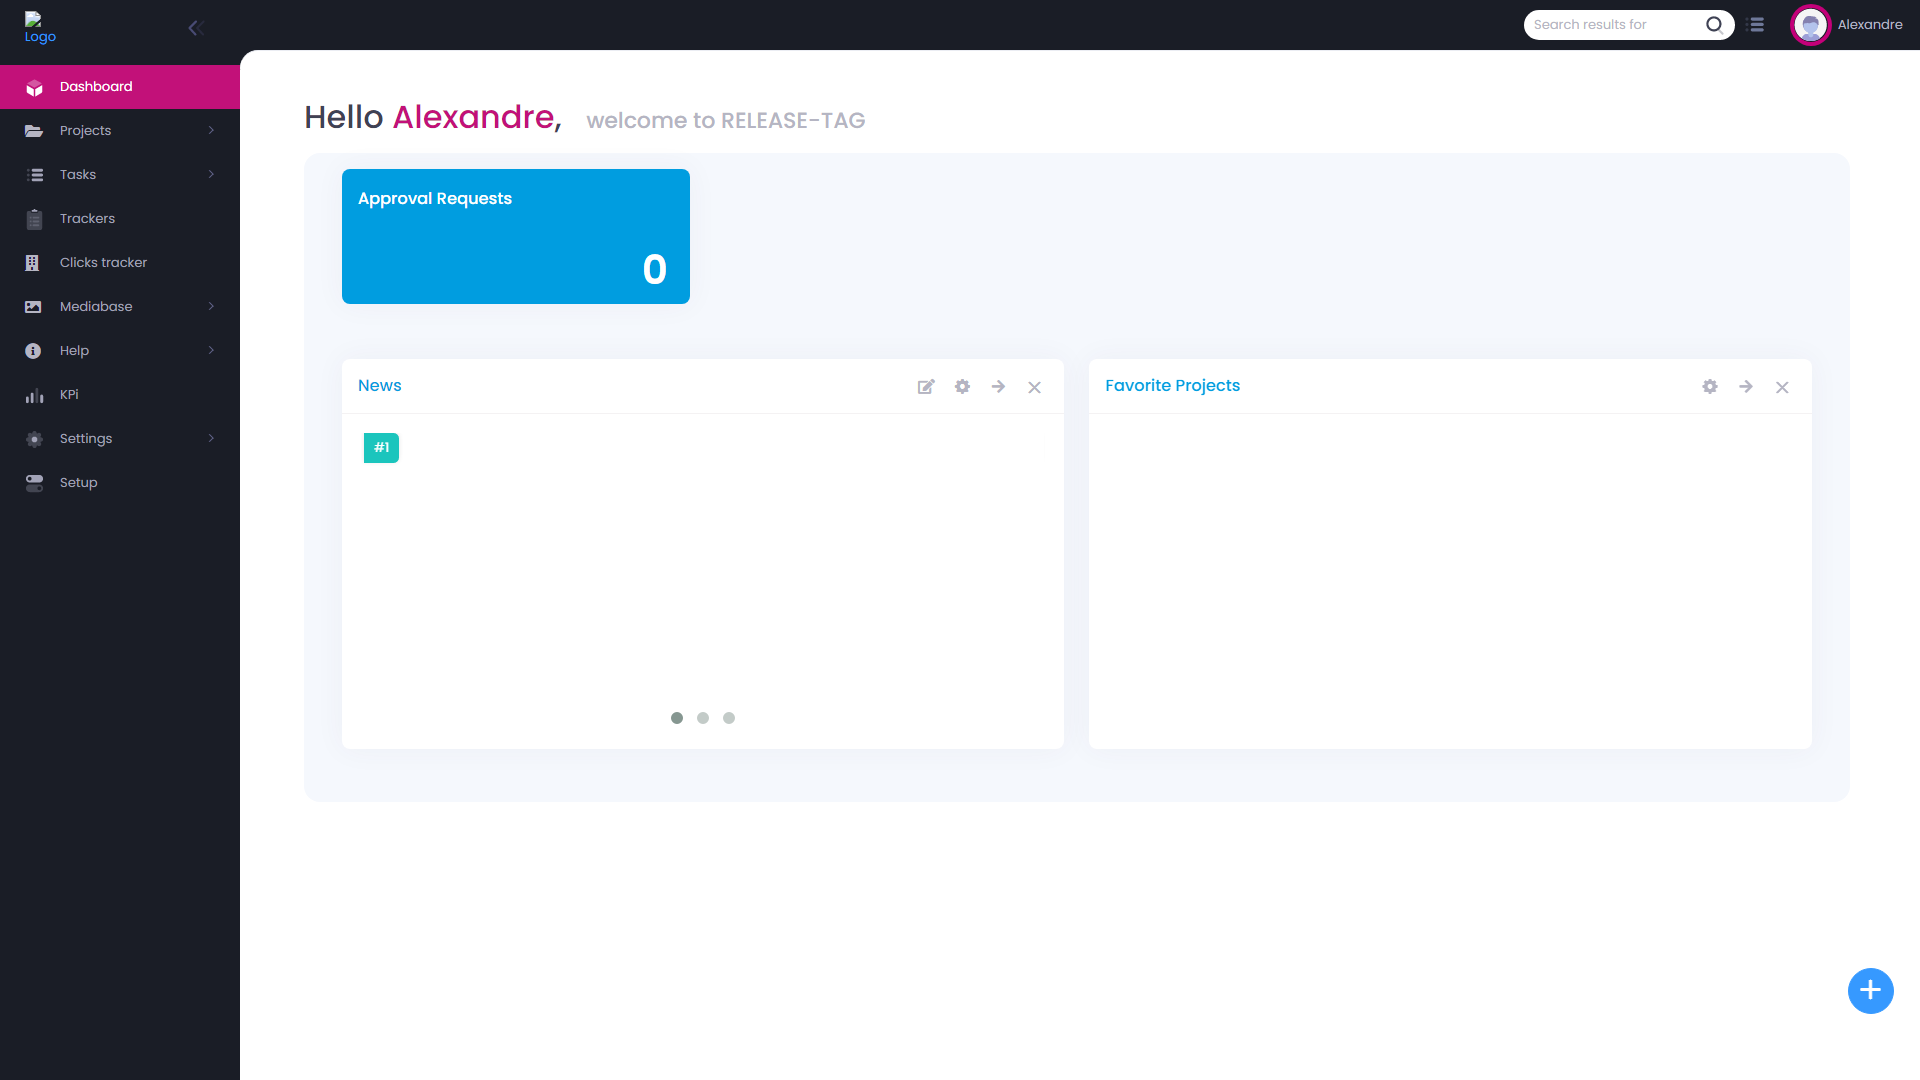 Logo
Search results for
Alexandre
Dashboard
Projects
Tasks
Trackers
Clicks tracker
Mediabase
Help
KPi
Settings
Setup
Hello Alexandre, welcome to RELEASE-TAG
Approval Requests
0
News
#1
Favorite Projects